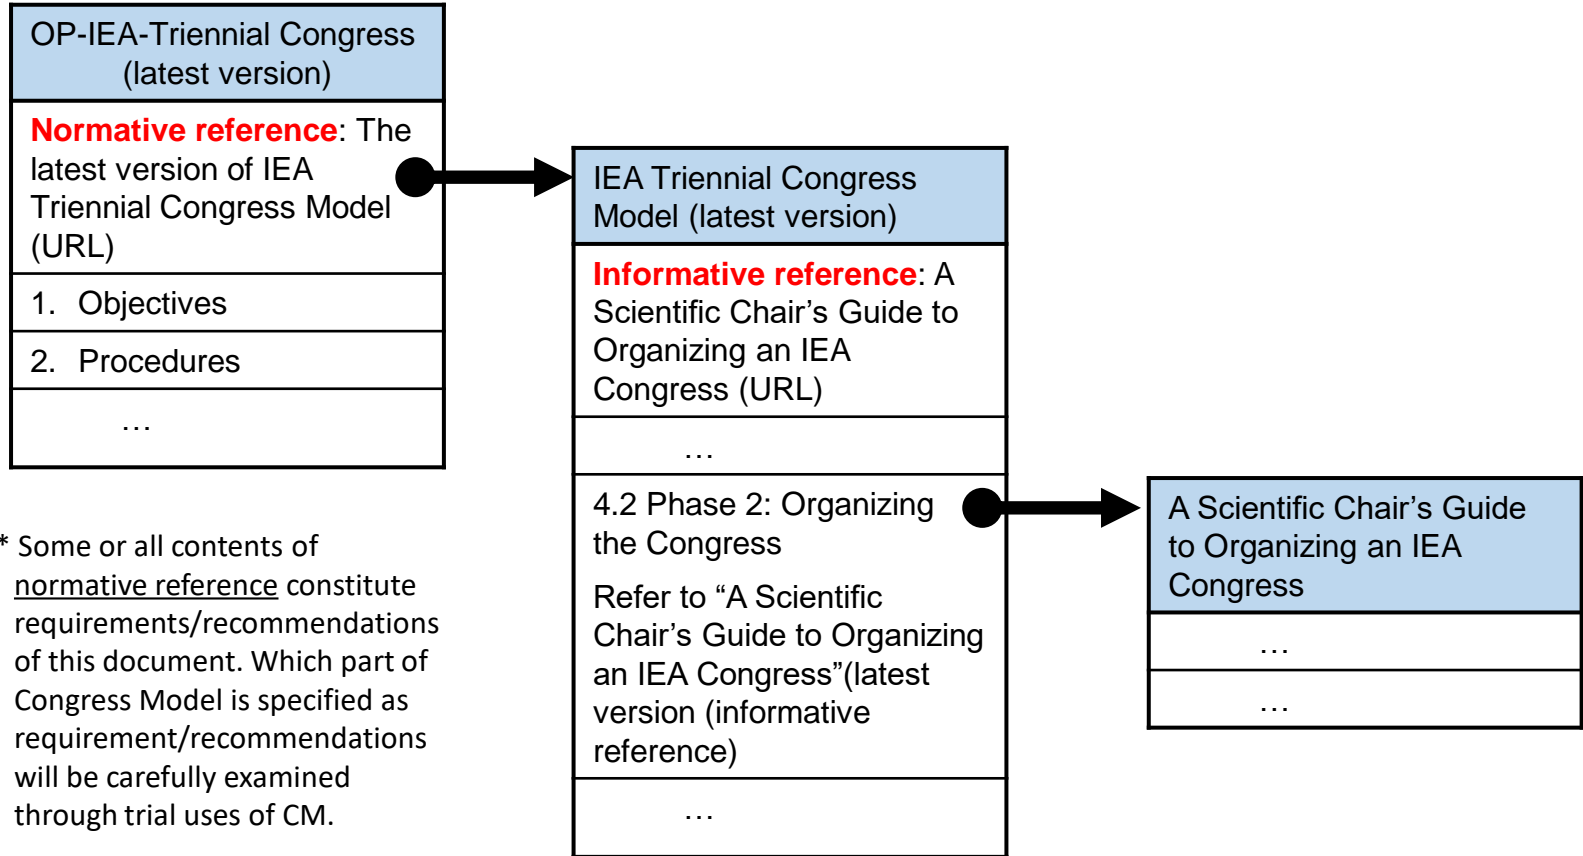 OP-IEA-Triennial Congress
(latest version)
Normative reference: The
latest version of IEA
Triennial Congress Model
(URL)
1. Objectives
2. Procedures
…
* Some or all contents of
normative reference constitute
requirements/recommendations
of this document. Which part of
Congress Model is specified as
requirement/recommendations
will be carefully examined
through trial uses of CM.
IEA Triennial Congress
Model (latest version)
Informative reference: A
Scientific Chair’s Guide to
Organizing an IEA
Congress (URL)
…
4.2 Phase 2: Organizing
the Congress
Refer to “A Scientific
Chair’s Guide to Organizing
an IEA Congress”(latest
version (informative
reference)
…
A Scientific Chair’s Guide
to Organizing an IEA
Congress
…
…